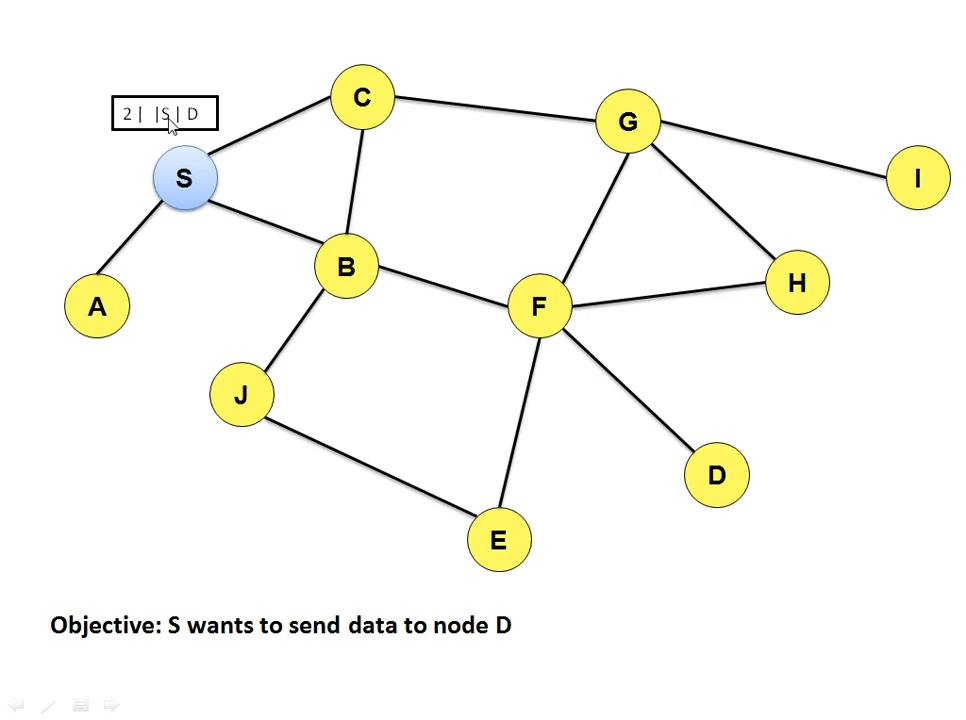 C
G
2 | |S | D
S
I
B
H
A
F
J
D
E
Objective: S wants to send data to node D